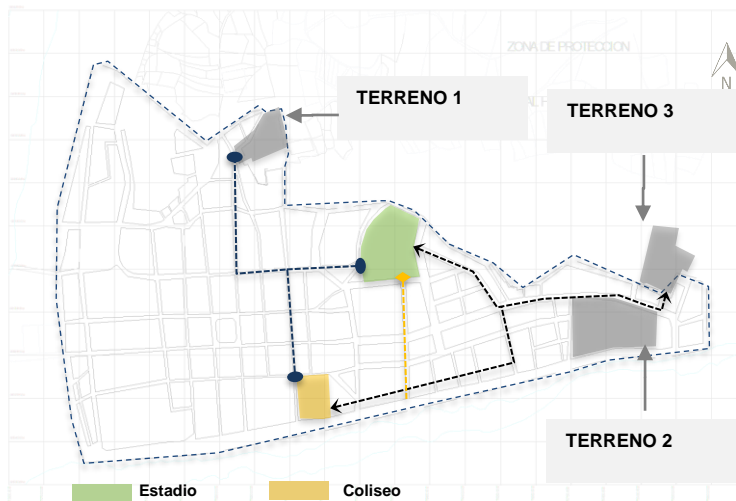 ZONA DE PROTECCION
N
TERRENO 1
TERRENO 3
TERRENO 2
Estadio
Coliseo